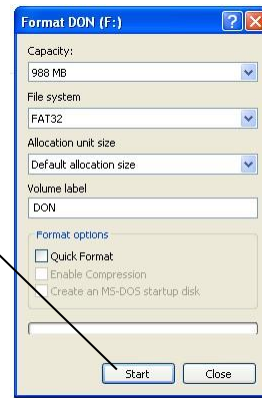 Format DON (F:)
Capacity:
988 MB
File system
FAT32
Allocation unit size
Default allocation size
Volume label
DON
Format options
Quick Format
Enable Compression
Create an MS-DOS startup disk
Start
Close